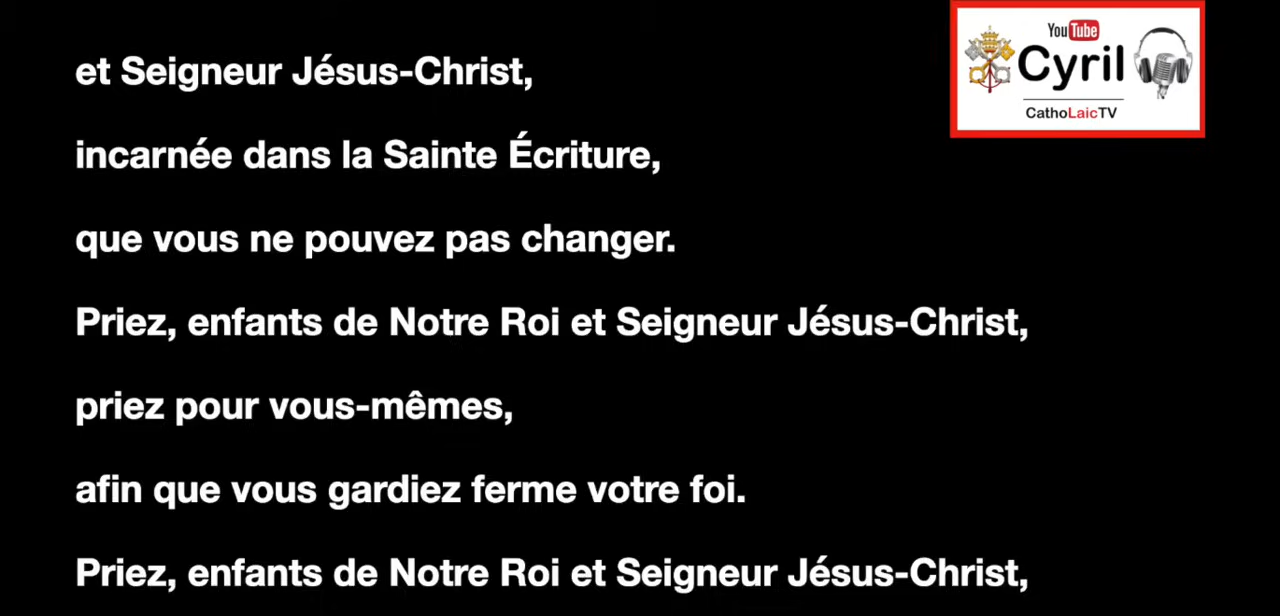 et Seigneur Jésus-Christ,
incarnée dans la Sainte Écriture,
que vous ne pouvez pas changer.
Priez, enfants de Notre Roi et Seigneur Jésus-Christ,
priez pour vous-mêmes,
afin que vous gardiez ferme votre foi.
Priez, enfants de Notre Roi et Seigneur Jésus-Christ,
YouTube
Cyril
CathoLaicTV